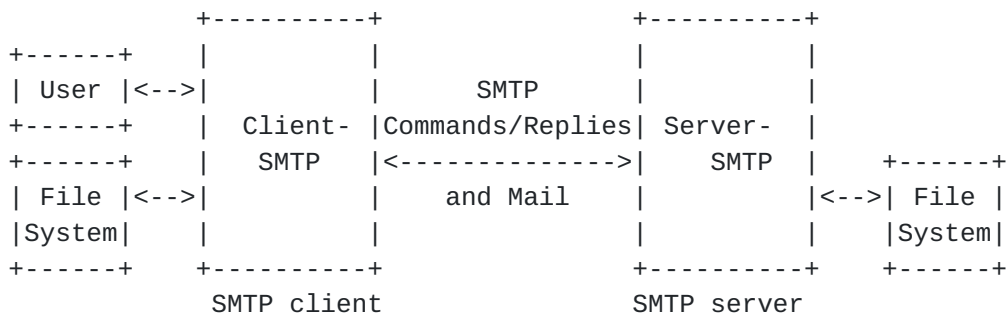 +----------+                +----------+
+------+    |          |                |          |
| User |<-->|          |      SMTP      |          |
+------+    |  Client- |Commands/Replies| Server-  |
+------+    |   SMTP   |<-------------->|    SMTP  |    +------+
| File |<-->|          |    and Mail    |          |<-->| File |
|System|    |          |                |          |    |System|
+------+    +----------+                +----------+    +------+
             SMTP client                SMTP server